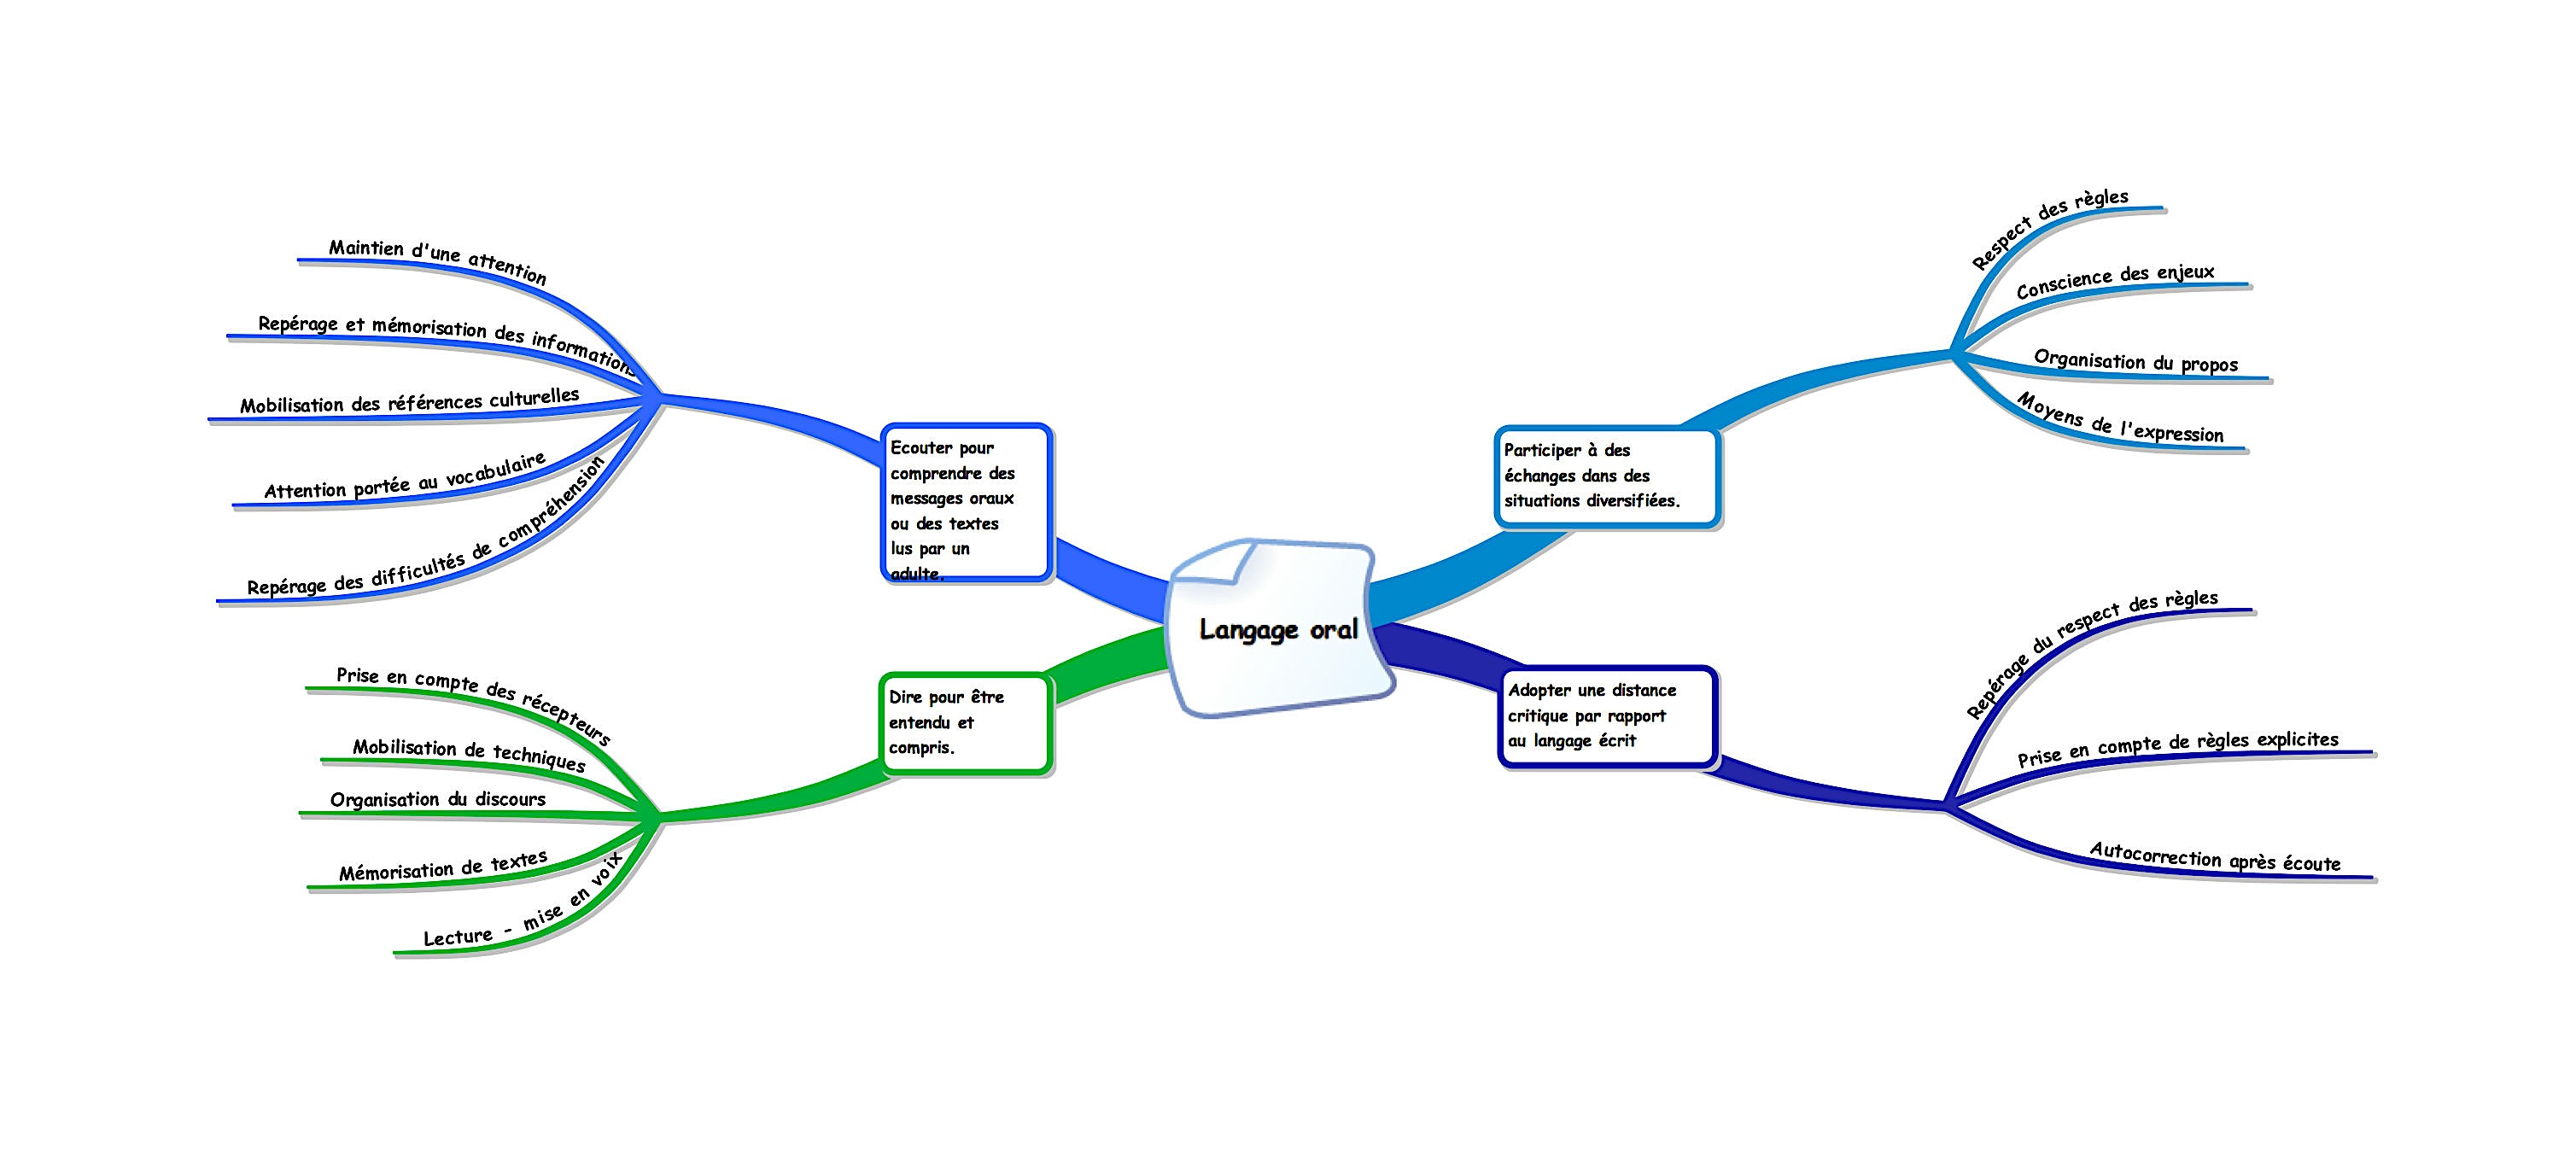 Langage oral
Ecouter pour
comprendre des
messages oraux
ou des textes
lus par un
adulte.
Maintien d'une attention
Repérage et mémorisation des informations
Mobilisation des références culturelles
Attention portée au vocabulaire
Repérage des difficultés de compréhension
Dire pour être
entendu et
compris.
Prise en compte des récepteurs
Mobilisation de techniques
Organisation du discours
Mémorisation de textes
Lecture - mise en voix
Participer à des
échanges dans des
situations diversifiées.
Respect des règles
Conscience des enjeux
Organisation du propos
Moyens de l'expression
Adopter une distance
critique par rapport
au langage écrit
Repérage du respect des règles
Prise en compte de règles explicites
Autocorrection après écoute